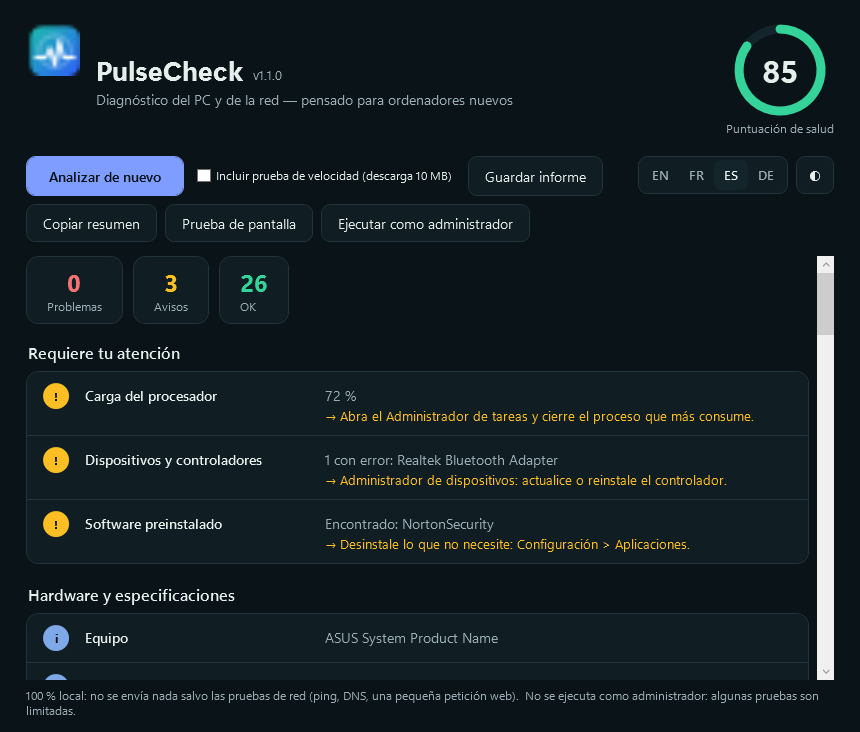 PulseCheck v1.1.0
Diagnóstico del PC y de la red — pensado para ordenadores nuevos
85
Puntuación de salud
Analizar de nuevo
Incluir prueba de velocidad (descarga 10 MB)
Guardar informe
EN FR ES DE
Copiar resumen
Prueba de pantalla
Ejecutar como administrador
0
Problemas
3
Avisos
26
OK
Requiere tu atención
! Carga del procesador
72 %
→ Abra el Administrador de tareas y cierre el proceso que más consume.
! Dispositivos y controladores
1 con error: Realtek Bluetooth Adapter
→ Administrador de dispositivos: actualice o reinstale el controlador.
! Software preinstalado
Encontrado: NortonSecurity
→ Desinstale lo que no necesite: Configuración > Aplicaciones.
Hardware y especificaciones
i Equipo
ASUS System Product Name
100 % local: no se envía nada salvo las pruebas de red (ping, DNS, una pequeña petición web). No se ejecuta como administrador: algunas pruebas son
limitadas.